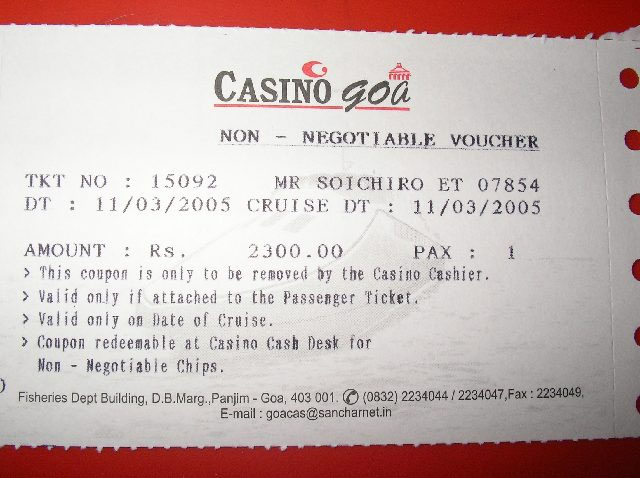 CASINO goa
NON - NEGOTIABLE VOUCHER
TKT NO : 15092 MR SOICHIRO ET 07854
DT : 11/03/2005 CRUISE DT : 11/03/2005
AMOUNT : Rs. 2300.00 PAX : 1
> This coupon is only to be removed by the Casino Cashier.
> Valid only if attached to the Passenger Ticket.
> Valid only on Date of Cruise.
> Coupon redeemable at Casino Cash Desk for
Non - Negotiable Chips.
Fisheries Dept Building, D.B.Marg.,Panjim - Goa, 403 001. ✆ (0832) 2234044 / 2234047,Fax : 2234049.
E-mail : goacas@sancharnet.in